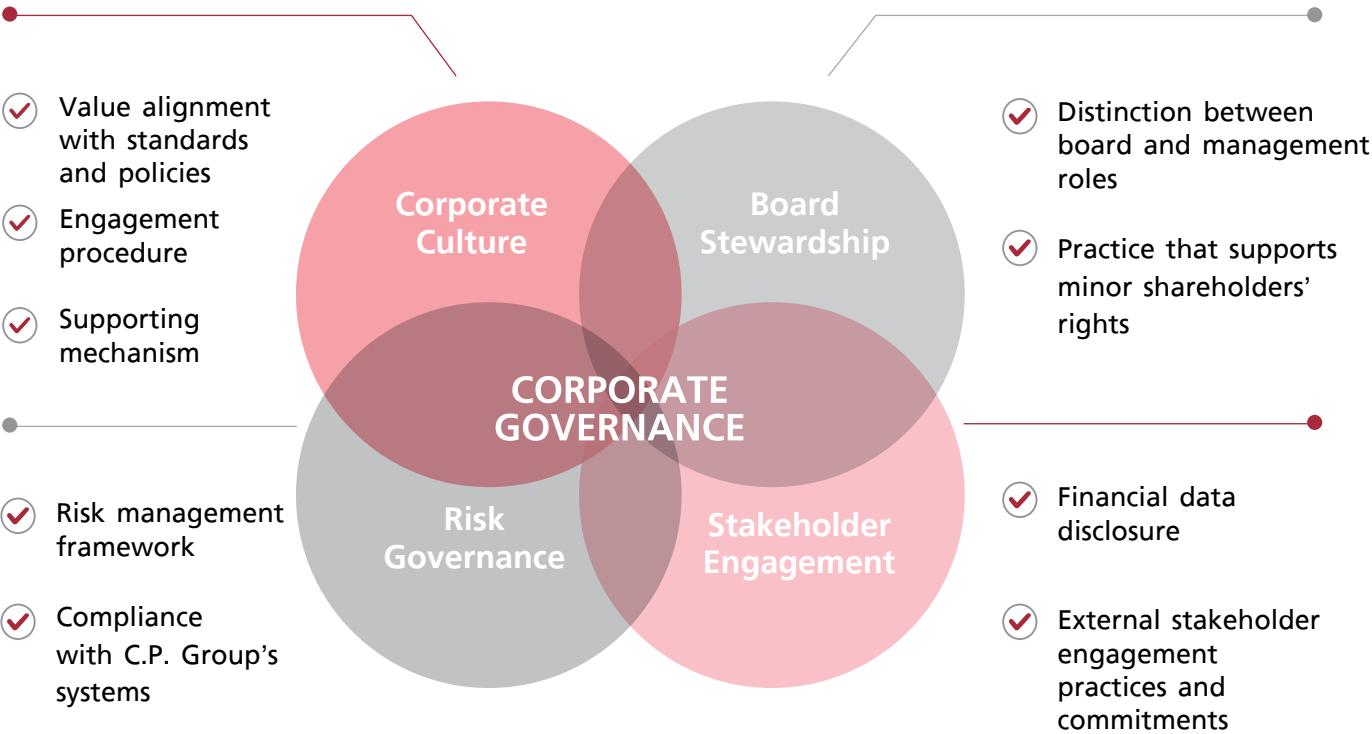 Value alignment
with standards
and policies
Engagement
procedure
Supporting
mechanism
Corporate
Culture
Board
Stewardship
Distinction between
board and management
roles
Practice that supports
minor shareholders’
rights
CORPORATE
GOVERNANCE
Risk management
framework
Compliance
with C.P. Group’s
systems
Risk
Governance
Stakeholder
Engagement
Financial data
disclosure
External stakeholder
engagement
practices and
commitments